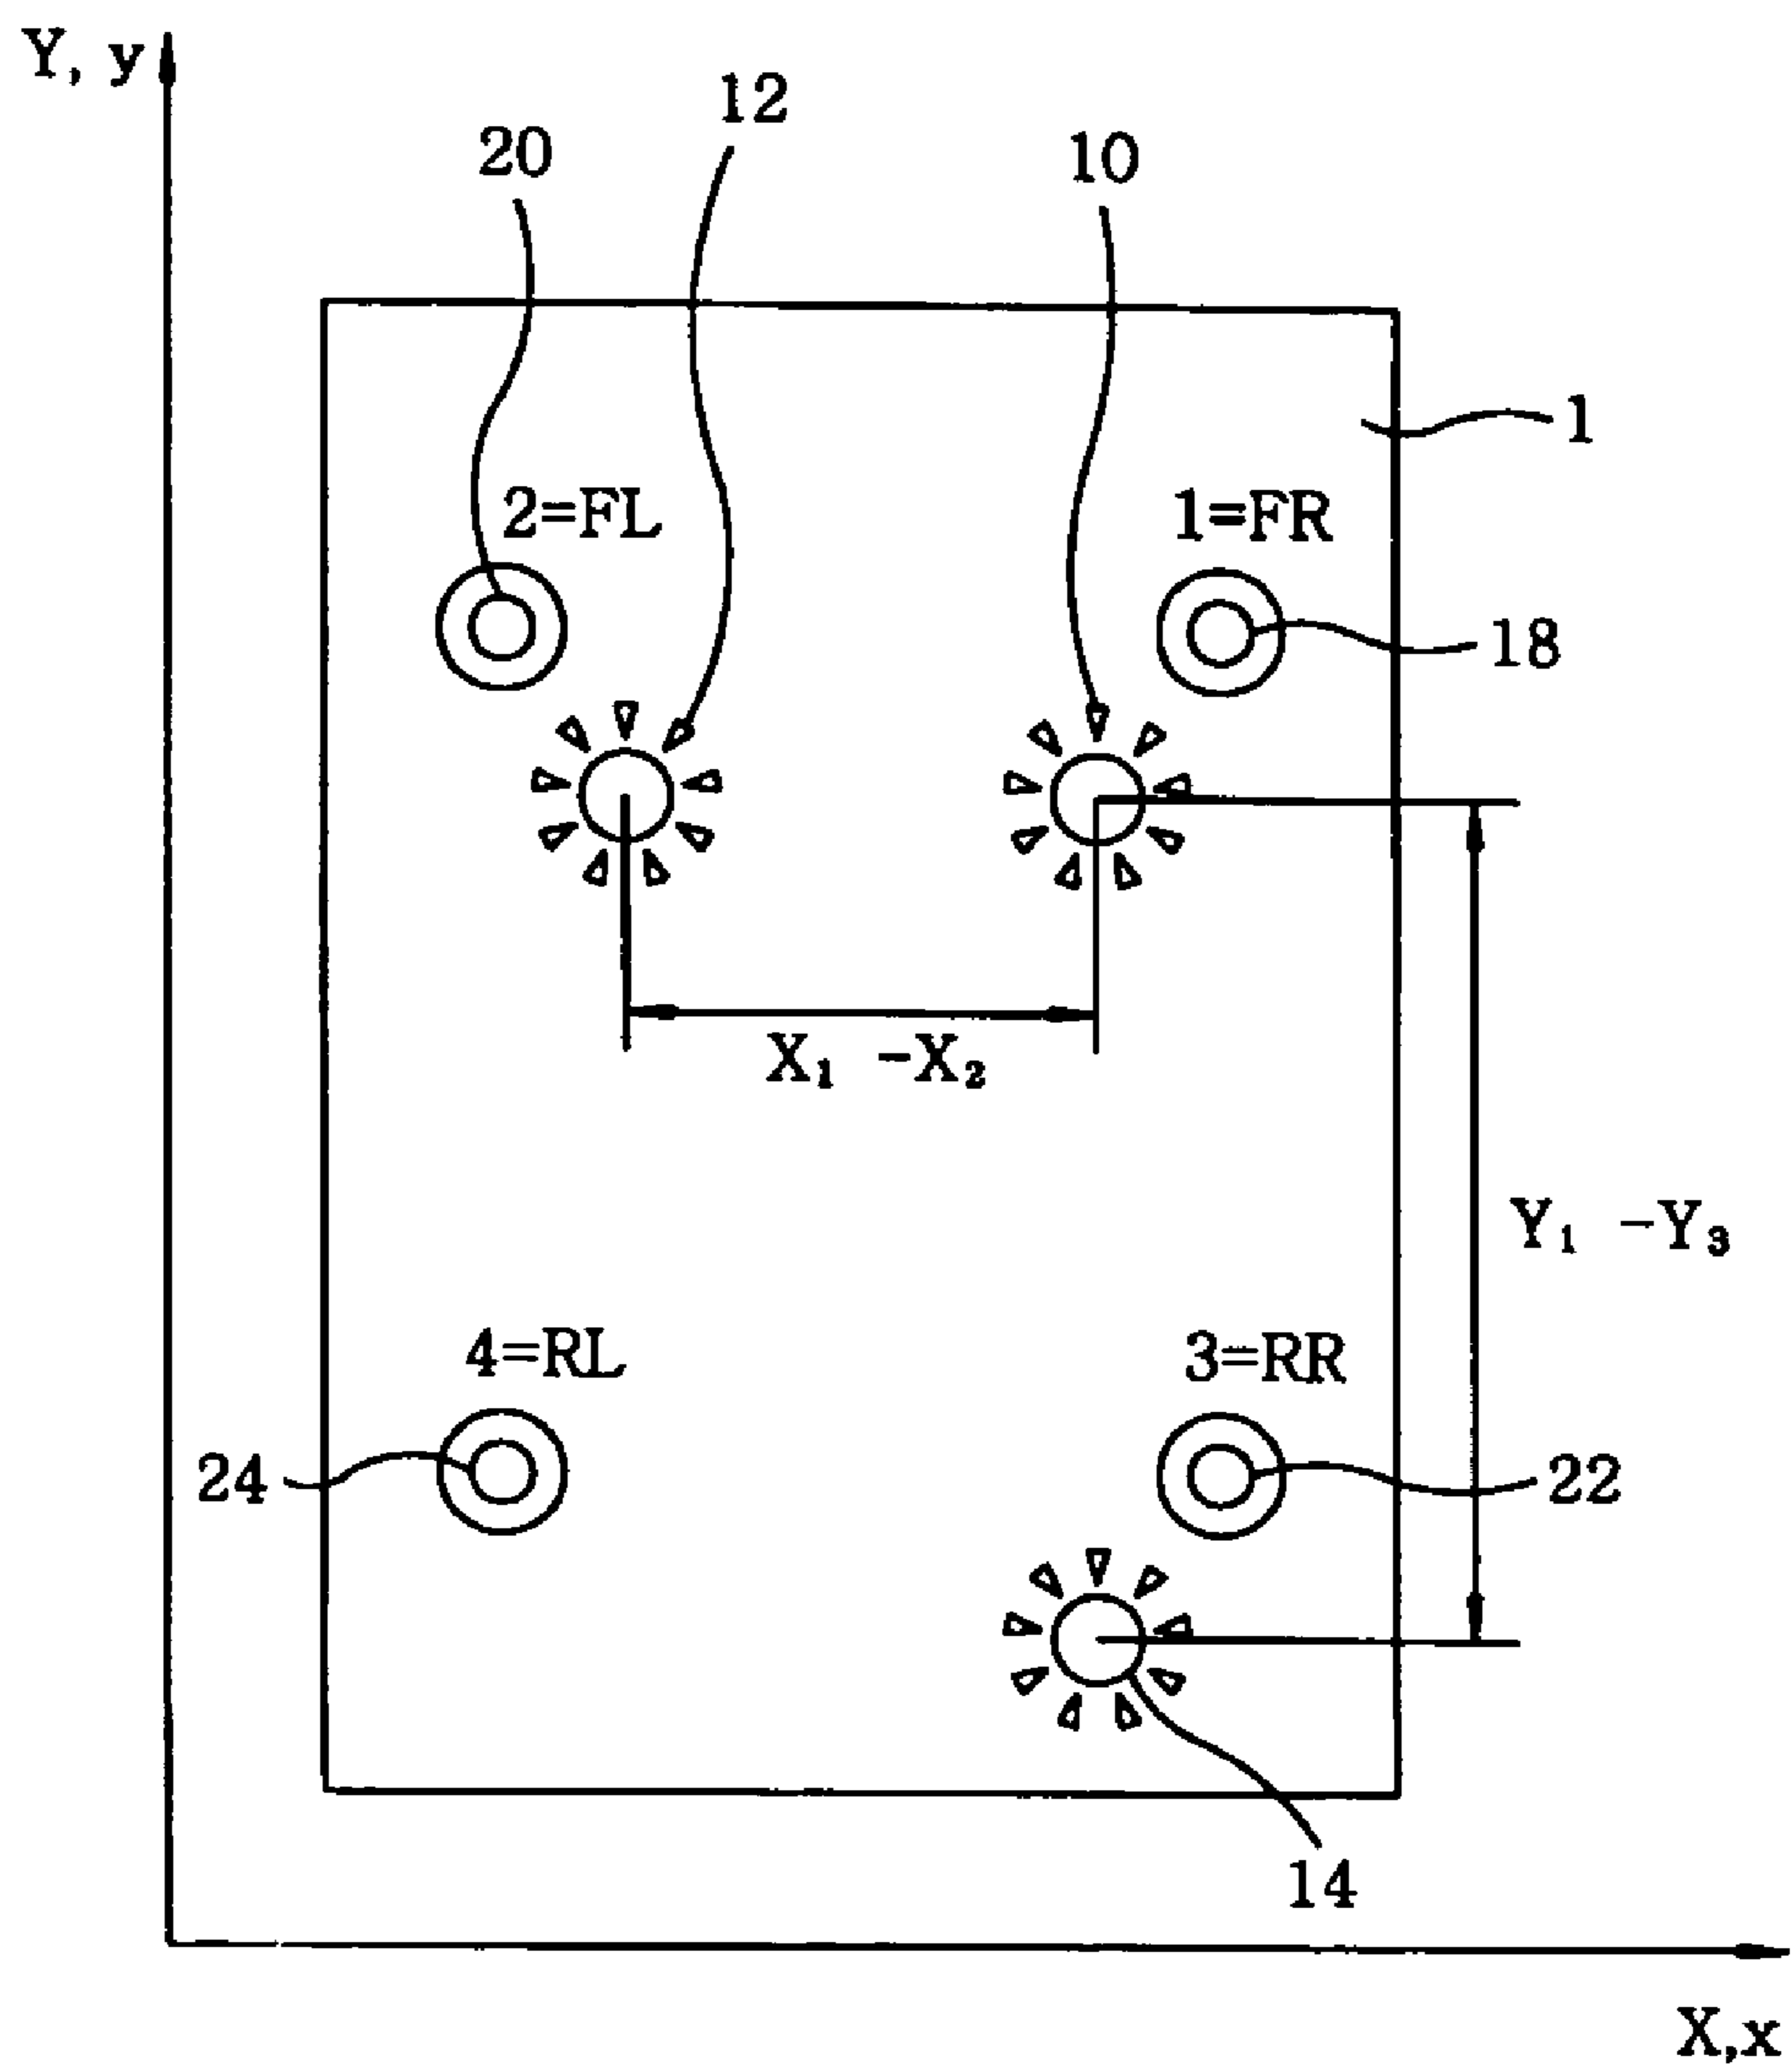 Y, y
12
20
10
1
2=FL
1=FR
18
X₁ -X₂
Y₁ -Y₃
4=RL
3=RR
24
22
14
X,x